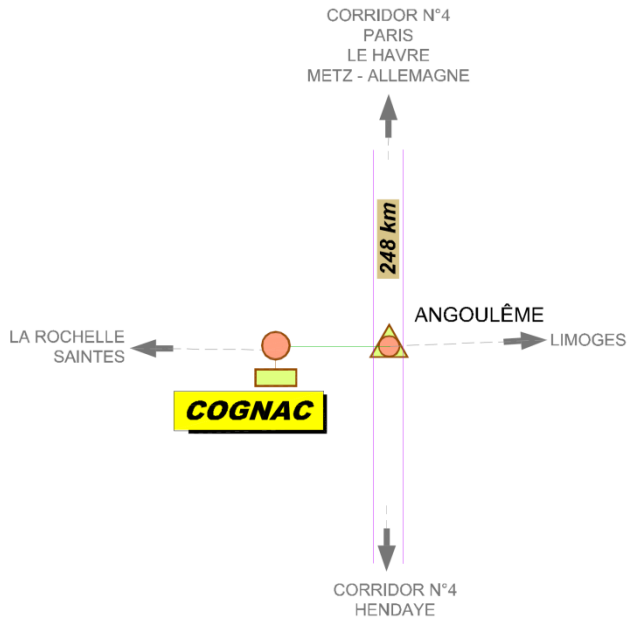 CORRIDOR N°4
PARIS
LE HAVRE
METZ - ALLEMAGNE
248 km
ANGOULÊME
LA ROCHELLE
SAINTES
LIMOGES
COGNAC
CORRIDOR N°4
HENDAYE